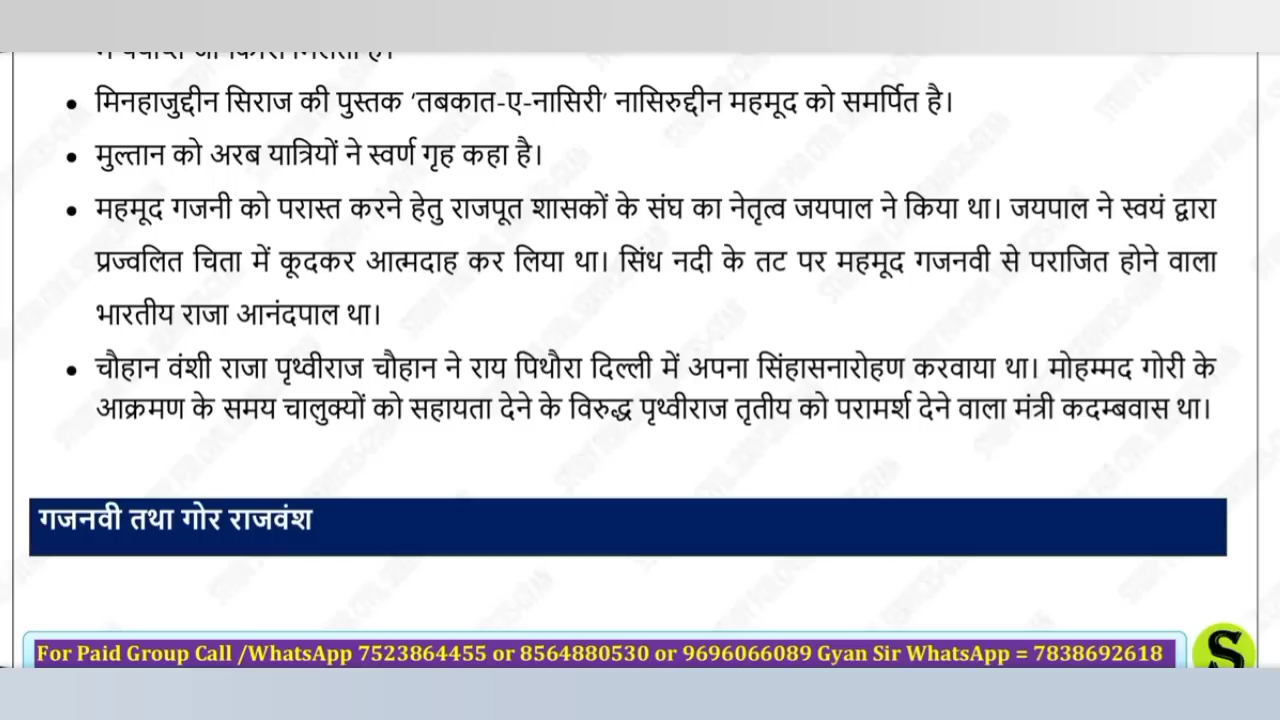 • मिनहाजुद्दीन सिराज की पुस्तक ‘तबकात-ए-नासिरी’ नासिरुद्दीन महमूद को समर्पित है।
• मुल्तान को अरब यात्रियों ने स्वर्ण गृह कहा है।
• महमूद गजनी को परास्त करने हेतु राजपूत शासकों के संघ का नेतृत्व जयपाल ने किया था। जयपाल ने स्वयं द्वारा
प्रज्वलित चिता में कूदकर आत्मदाह कर लिया था। सिंध नदी के तट पर महमूद गजनवी से पराजित होने वाला
भारतीय राजा आनंदपाल था।
• चौहान वंशी राजा पृथ्वीराज चौहान ने राय पिथौरा दिल्ली में अपना सिंहासनारोहण करवाया था। मोहम्मद गोरी के
आक्रमण के समय चालुक्यों को सहायता देने के विरुद्ध पृथ्वीराज तृतीय को परामर्श देने वाला मंत्री कदम्बवास था।
गजनवी तथा गोर राजवंश
For Paid Group Call /WhatsApp 7523864455 or 8564880530 or 9696066089 Gyan Sir WhatsApp = 7838692618
S